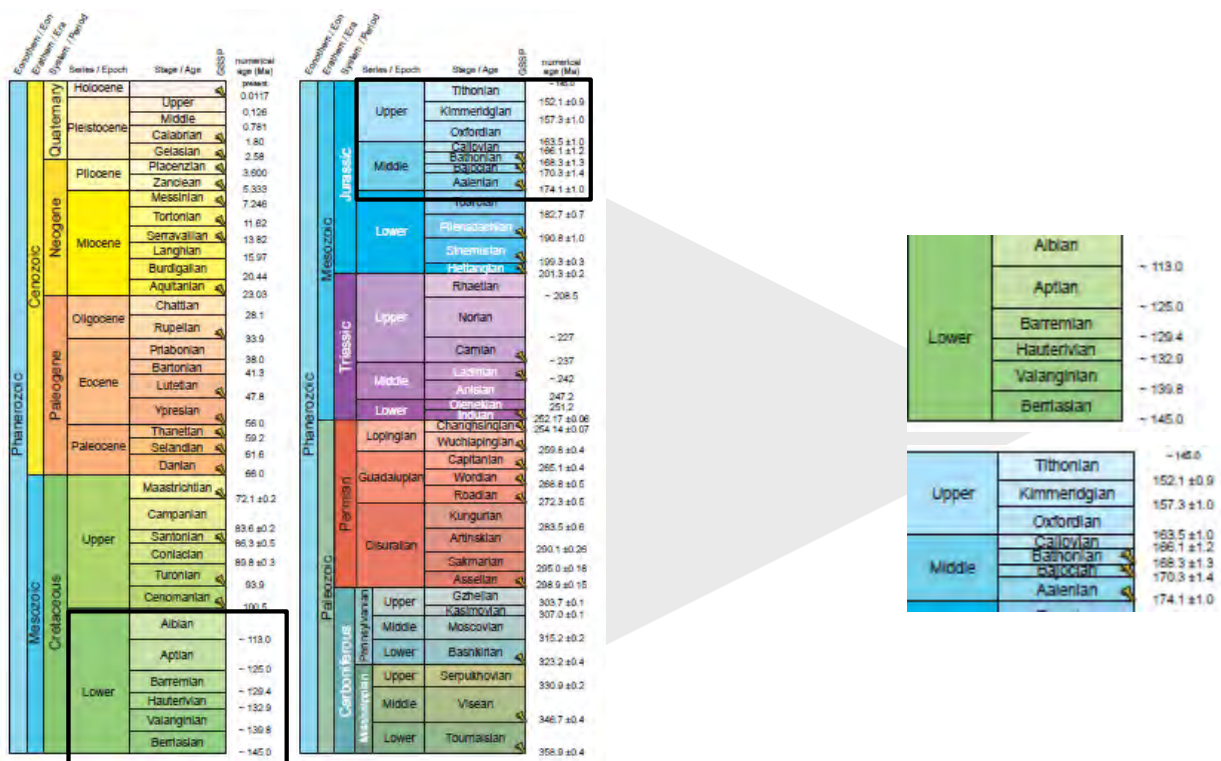 Eonothem / Eon
Erathem / Era
System / Period
Series / Epoch
Stage / Age
GSSP
numerical age (Ma)
Phanerozoic
Cenozoic
Quaternary
Holocene
present
0.0117
Pleistocene
Upper
0.126
Middle
0.781
Calabrian
1.80
Gelasian
2.58
Neogene
Pliocene
Piacenzian
3.600
Zanclean
5.333
Miocene
Messinian
7.246
Tortonian
11.62
Serravallian
13.82
Langhian
15.97
Burdigalian
20.44
Aquitanian
23.03
Paleogene
Oligocene
Chattian
28.1
Rupelian
33.9
Eocene
Priabonian
38.0
Bartonian
41.3
Lutetian
47.8
Ypresian
56.0
Paleocene
Thanetian
59.2
Selandian
61.6
Danian
66.0
Mesozoic
Cretaceous
Upper
Maastrichtian
72.1 ±0.2
Campanian
83.6 ±0.2
Santonian
86.3 ±0.5
Coniacian
89.8 ±0.3
Turonian
93.9
Cenomanian
100.5
Lower
Albian
~ 113.0
Aptian
~ 125.0
Barremian
~ 129.4
Hauterivian
~ 132.9
Valanginian
~ 139.8
Berriasian
~ 145.0
Eonothem / Eon
Erathem / Era
System / Period
Series / Epoch
Stage / Age
GSSP
numerical age (Ma)
Phanerozoic
Mesozoic
Jurassic
~ 145.0
Upper
Tithonian
152.1 ±0.9
Kimmeridgian
157.3 ±1.0
Oxfordian
163.5 ±1.0
Middle
Callovian
166.1 ±1.2
Bathonian
168.3 ±1.3
Bajocian
170.3 ±1.4
Aalenian
174.1 ±1.0
Lower
Toarcian
182.7 ±0.7
Pliensbachian
190.8 ±1.0
Sinemurian
199.3 ±0.3
Hettangian
201.3 ±0.2
Triassic
Upper
Rhaetian
~ 208.5
Norian
~ 227
Carnian
~ 237
Middle
Ladinian
~ 242
Anisian
247.2
Lower
Olenekian
251.2
Induan
252.17 ±0.06
Paleozoic
Permian
Lopingian
Changhsingian
254.14 ±0.07
Wuchiapingian
259.8 ±0.4
Guadalupian
Capitanian
265.1 ±0.4
Wordian
268.8 ±0.5
Roadian
272.3 ±0.5
Cisuralian
Kungurian
283.5 ±0.6
Artinskian
290.1 ±0.26
Sakmarian
295.0 ±0.18
Asselian
298.9 ±0.15
Carboniferous
Pennsylvanian
Upper
Gzhelian
303.7 ±0.1
Kasimovian
307.0 ±0.1
Middle
Moscovian
315.2 ±0.2
Lower
Bashkirian
323.2 ±0.4
Mississippian
Upper
Serpukhovian
330.9 ±0.2
Middle
Visean
346.7 ±0.4
Lower
Tournaisian
358.9 ±0.4
Lower
Albian
~ 113.0
Aptian
~ 125.0
Barremian
~ 129.4
Hauterivian
~ 132.9
Valanginian
~ 139.8
Berriasian
~ 145.0
~ 145.0
Upper
Tithonian
152.1 ±0.9
Kimmeridgian
157.3 ±1.0
Oxfordian
163.5 ±1.0
Middle
Callovian
166.1 ±1.2
Bathonian
168.3 ±1.3
Bajocian
170.3 ±1.4
Aalenian
174.1 ±1.0